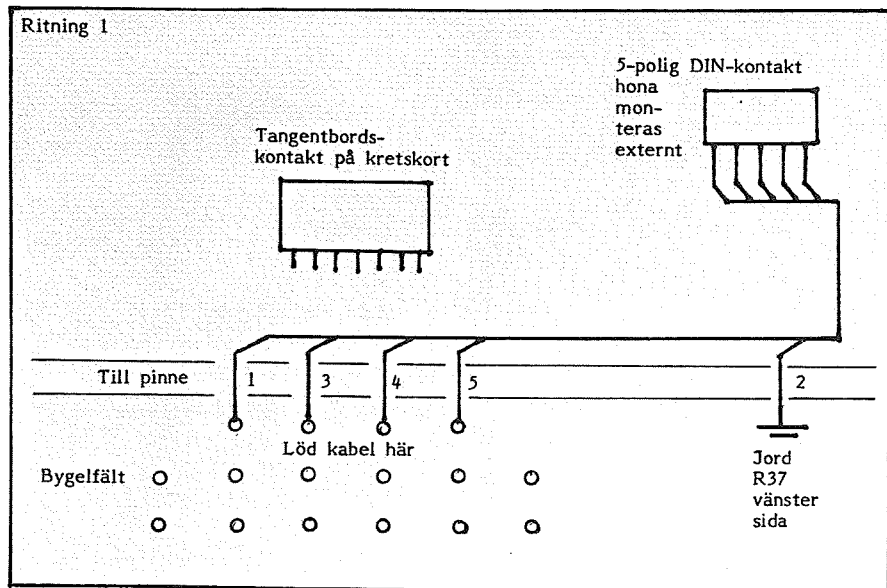 Ritning 1
5-polig DIN-kontakt
hona
mon-
teras
externt
Tangentbords-
kontakt på kretskort
Till pinne 1 3 4 5 2
Löd kabel här
Bygelfält
Jord
R37
vänster
sida